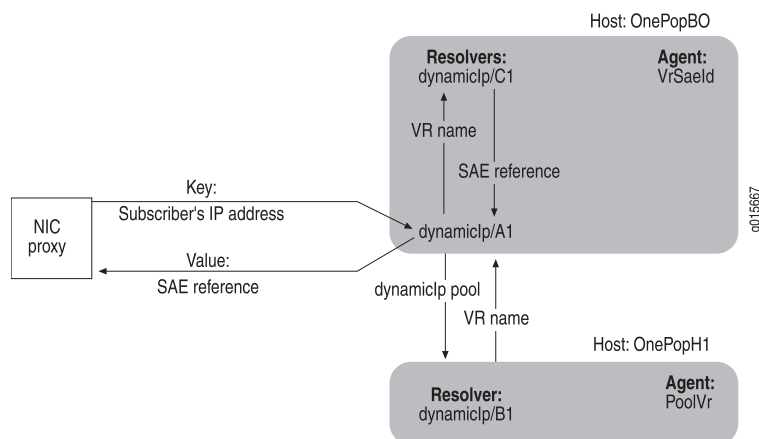 Host: OnePopBO
Resolvers:
dynamicIp/C1
Agent:
VrSaeId
VR name
SAE reference
Key:
Subscriber's IP address
NIC
proxy
dynamicIp/A1
Value:
SAE reference
dynamicIp pool
VR name
Host: OnePopH1
Resolver:
dynamicIp/B1
Agent:
PoolVr
g015667